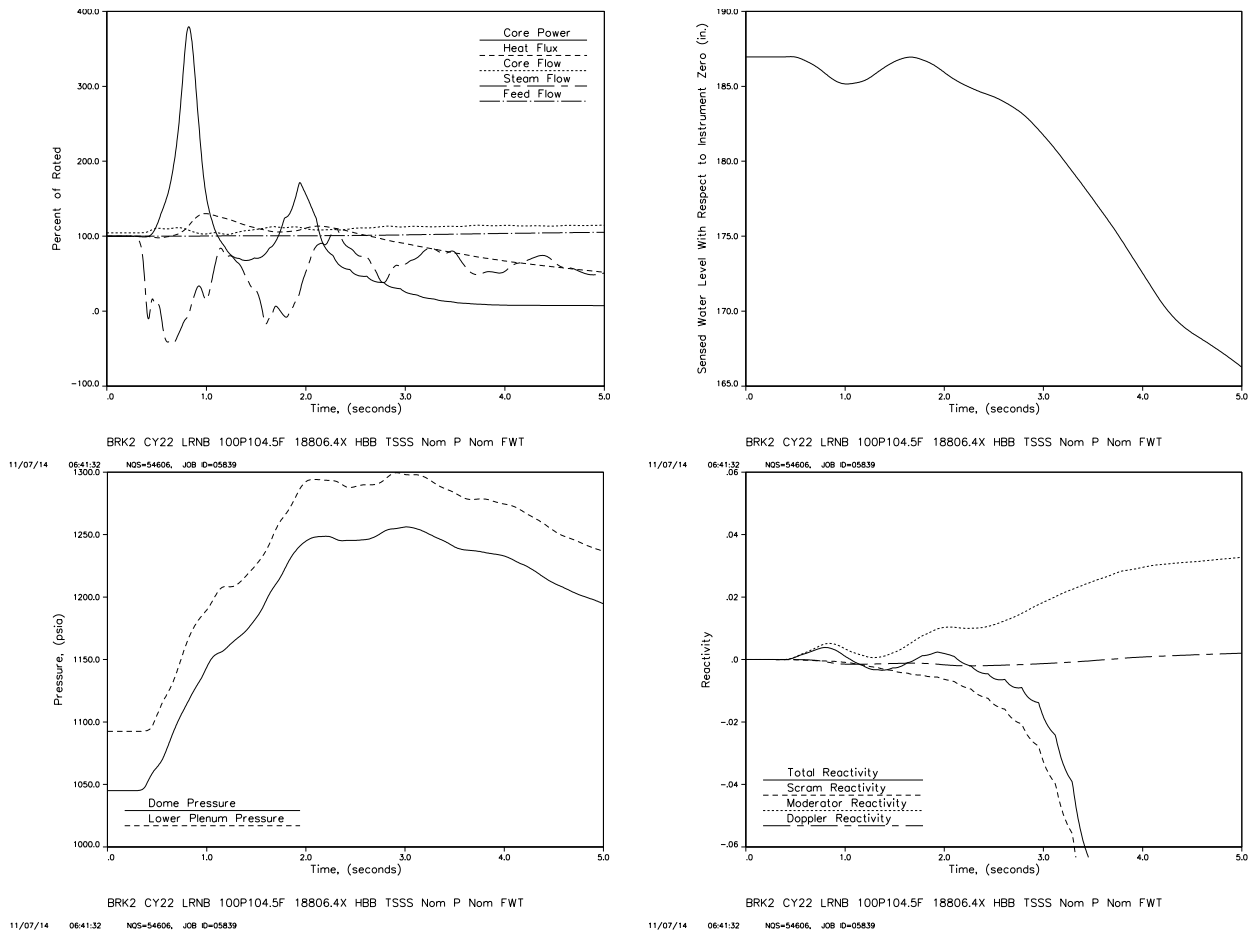 400.0
300.0
200.0
100.0
.0
-100.0
Percent of Rated
Core Power
Heat Flux
Core Flow
Steam Flow
Feed Flow
.0 1.0 2.0 3.0 4.0 5.0
Time, (seconds)
BRK2 CY22 LRNB 100P104.5F 18806.4X HBB TSSS Nom P Nom FWT
11/07/14 06:41:32 NQS=54606, JOB ID=05839
190.0
185.0
180.0
175.0
170.0
165.0
Sensed Water Level With Respect to Instrument Zero (in.)
.0 1.0 2.0 3.0 4.0 5.0
Time, (seconds)
BRK2 CY22 LRNB 100P104.5F 18806.4X HBB TSSS Nom P Nom FWT
11/07/14 06:41:32 NQS=54606, JOB ID=05839
1300.0
1250.0
1200.0
1150.0
1100.0
1050.0
1000.0
Pressure, (psia)
Dome Pressure
Lower Plenum Pressure
.0 1.0 2.0 3.0 4.0 5.0
Time, (seconds)
BRK2 CY22 LRNB 100P104.5F 18806.4X HBB TSSS Nom P Nom FWT
11/07/14 06:41:32 NQS=54606, JOB ID=05839
.06
.04
.02
.0
-.02
-.04
-.06
Reactivity
Total Reactivity
Scram Reactivity
Moderator Reactivity
Doppler Reactivity
.0 1.0 2.0 3.0 4.0 5.0
Time, (seconds)
BRK2 CY22 LRNB 100P104.5F 18806.4X HBB TSSS Nom P Nom FWT
11/07/14 06:41:32 NQS=54606, JOB ID=05839